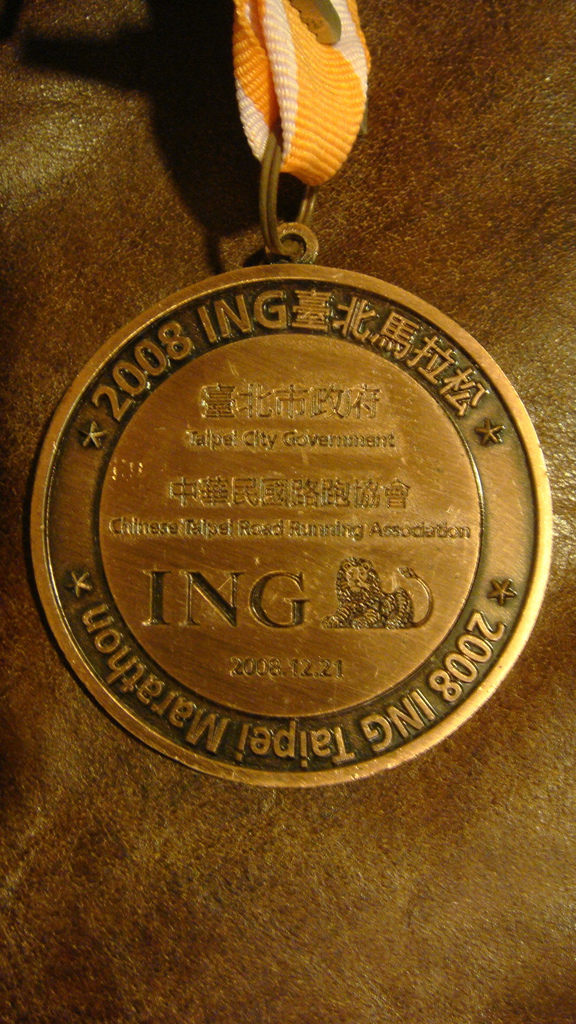 2008 ING臺北馬拉松
臺北市政府
Taipei City Government
中華民國路跑協會
Chinese Taipei Road Running Association
ING
2008.12.21
2008 ING Taipei Marathon